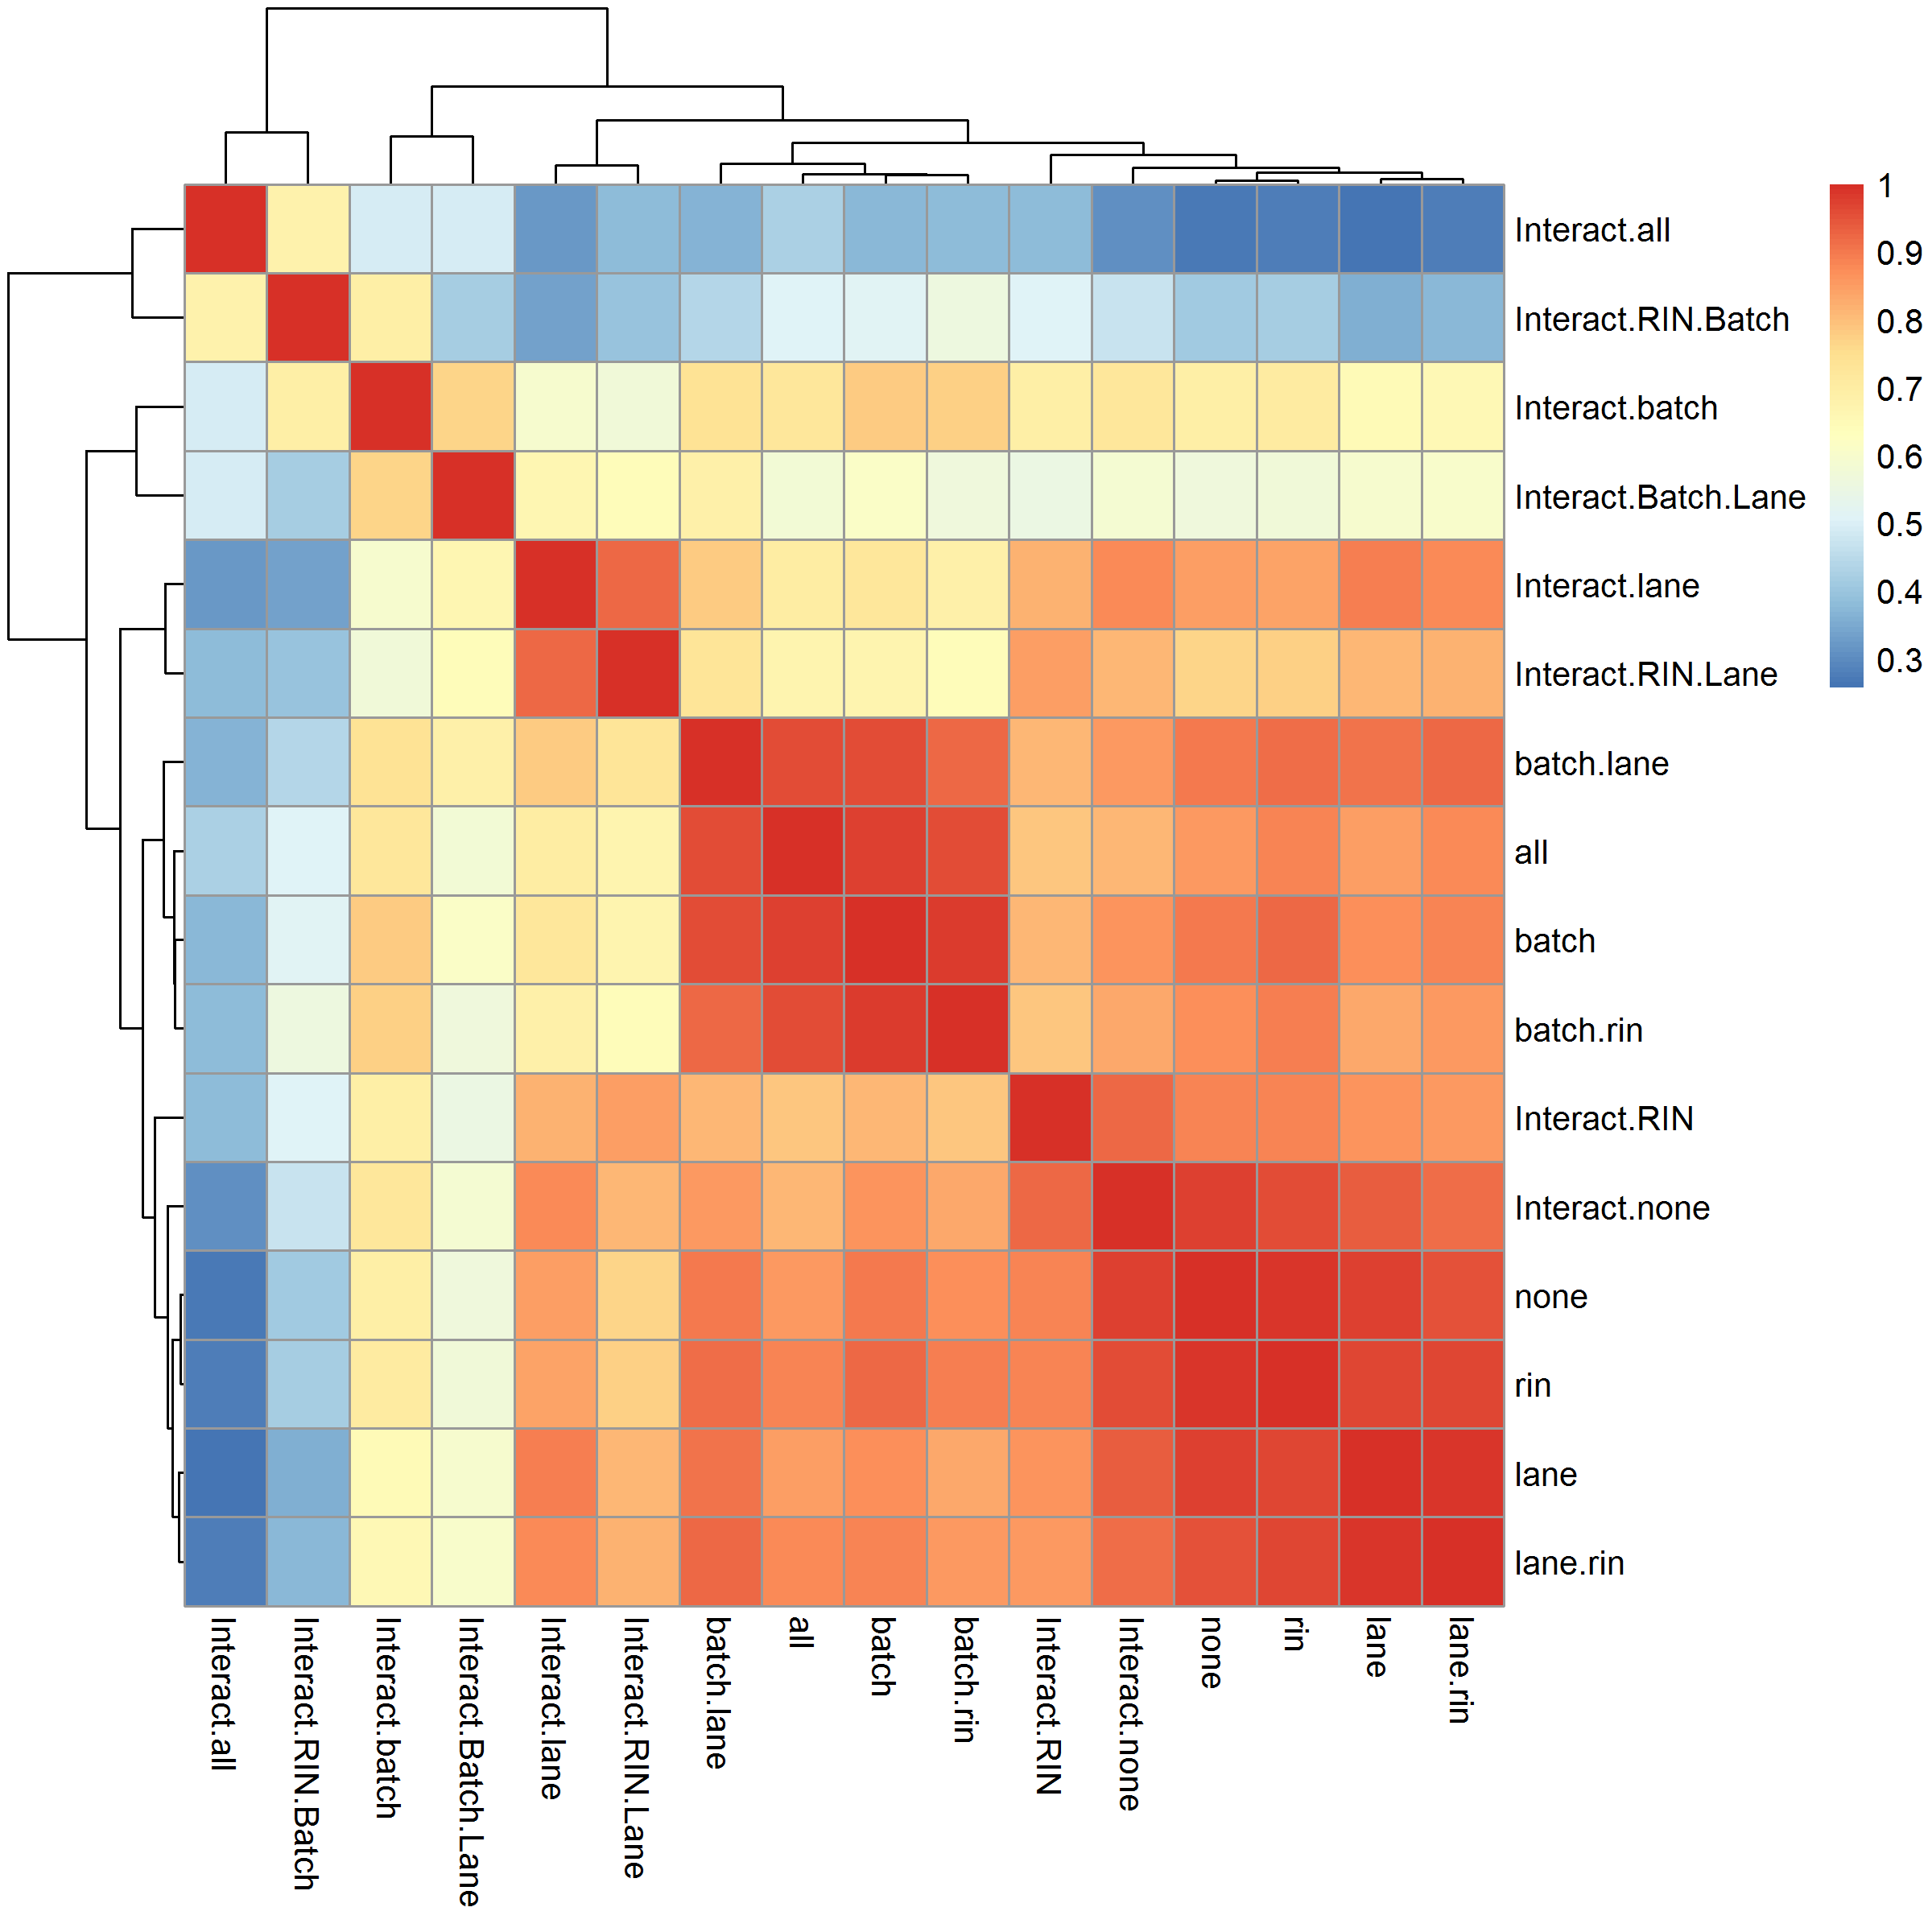 Interact.all
Interact.RIN.Batch
Interact.batch
Interact.Batch.Lane
Interact.lane
Interact.RIN.Lane
batch.lane
all
batch
batch.rin
Interact.RIN
Interact.none
none
rin
lane
lane.rin
1
0.9
0.8
0.7
0.6
0.5
0.4
0.3
Interact.all
Interact.RIN.Batch
Interact.batch
Interact.Batch.Lane
Interact.lane
Interact.RIN.Lane
batch.lane
all
batch
batch.rin
Interact.RIN
Interact.none
none
rin
lane
lane.rin